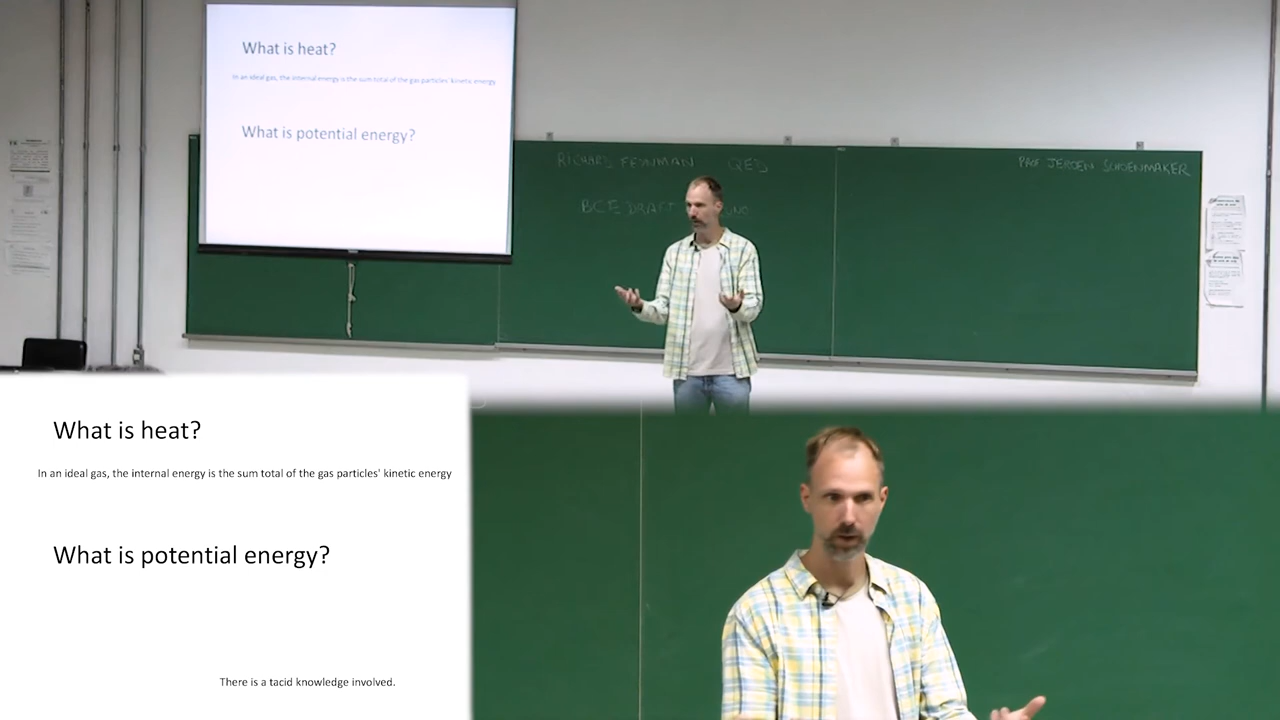 What is heat?
In an ideal gas, the internal energy is the sum total of the gas particles' kinetic energy
What is potential energy?
RICHARD FEYNMAN QED
BCE DRAFT
PROF JEROEN SCHOENMAKER
What is heat?
In an ideal gas, the internal energy is the sum total of the gas particles' kinetic energy
What is potential energy?
There is a tacid knowledge involved.